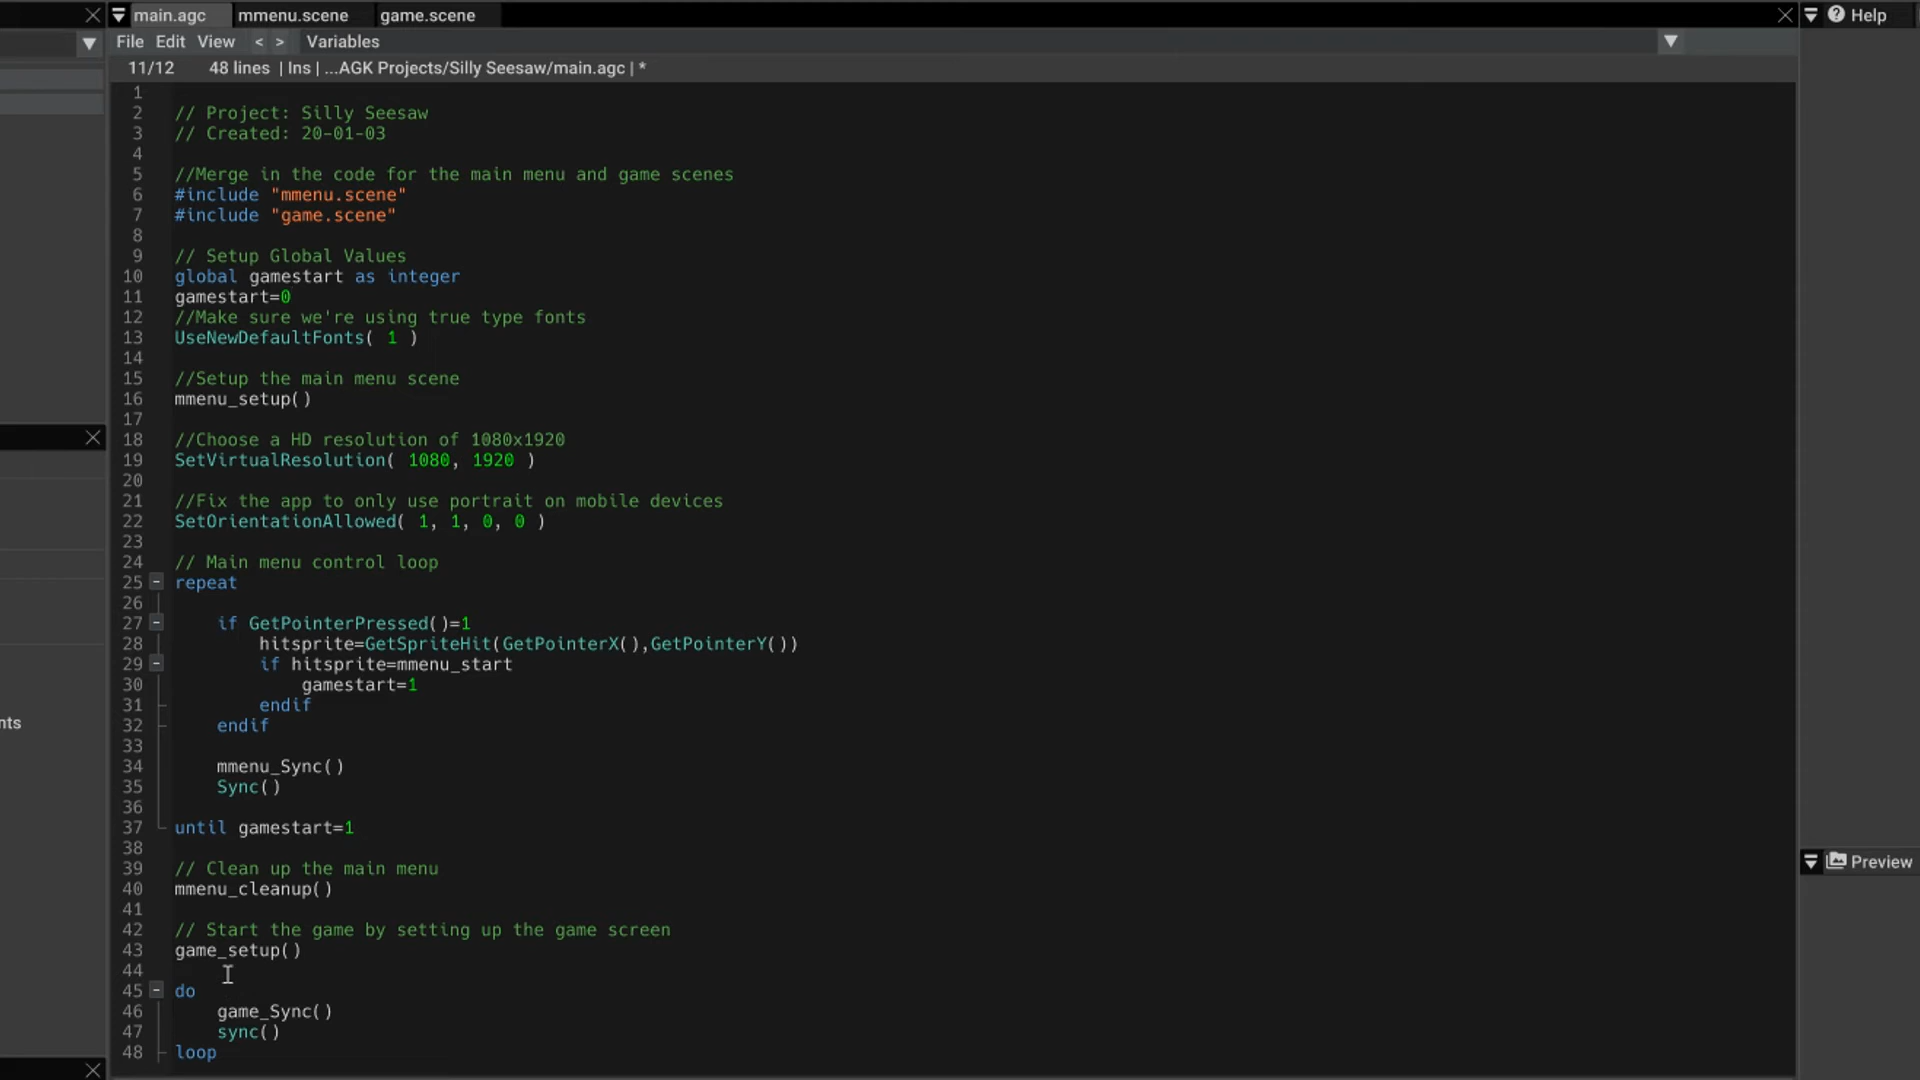 main.agc mmenu.scene game.scene Help
File Edit View < > Variables
11/12 48 lines | Ins | ...AGK Projects/Silly Seesaw/main.agc | *
1
2 // Project: Silly Seesaw
3 // Created: 20-01-03
4
5 //Merge in the code for the main menu and game scenes
6 #include "mmenu.scene"
7 #include "game.scene"
8
9 // Setup Global Values
10 global gamestart as integer
11 gamestart=0
12 //Make sure we're using true type fonts
13 UseNewDefaultFonts( 1 )
14
15 //Setup the main menu scene
16 mmenu_setup()
17
18 //Choose a HD resolution of 1080x1920
19 SetVirtualResolution( 1080, 1920 )
20
21 //Fix the app to only use portrait on mobile devices
22 SetOrientationAllowed( 1, 1, 0, 0 )
23
24 // Main menu control loop
25 repeat
26
27 if GetPointerPressed()=1
28 hitsprite=GetSpriteHit(GetPointerX(),GetPointerY())
29 if hitsprite=mmenu_start
30 gamestart=1
31 endif
nts
32 endif
33
34 mmenu_Sync()
35 Sync()
36
37 until gamestart=1
38
39 // Clean up the main menu
Preview
40 mmenu_cleanup()
41
42 // Start the game by setting up the game screen
43 game_setup()
44
45 do
46 game_Sync()
47 sync()
48 loop